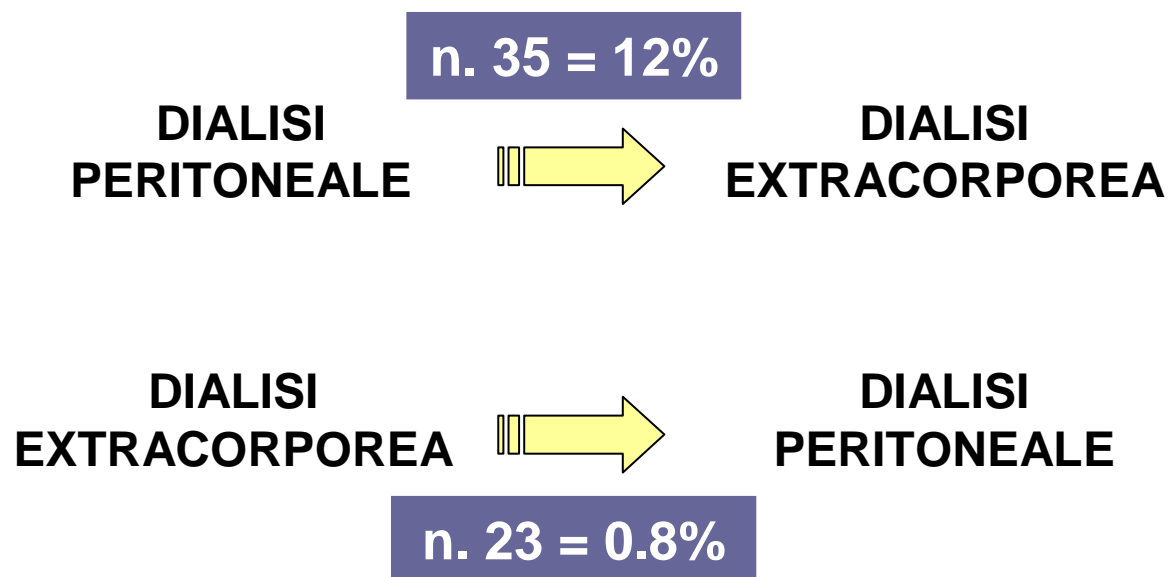 n. 35 = 12%
DIALISI
PERITONEALE
DIALISI
EXTRACORPOREA
DIALISI
EXTRACORPOREA
DIALISI
PERITONEALE
n. 23 = 0.8%